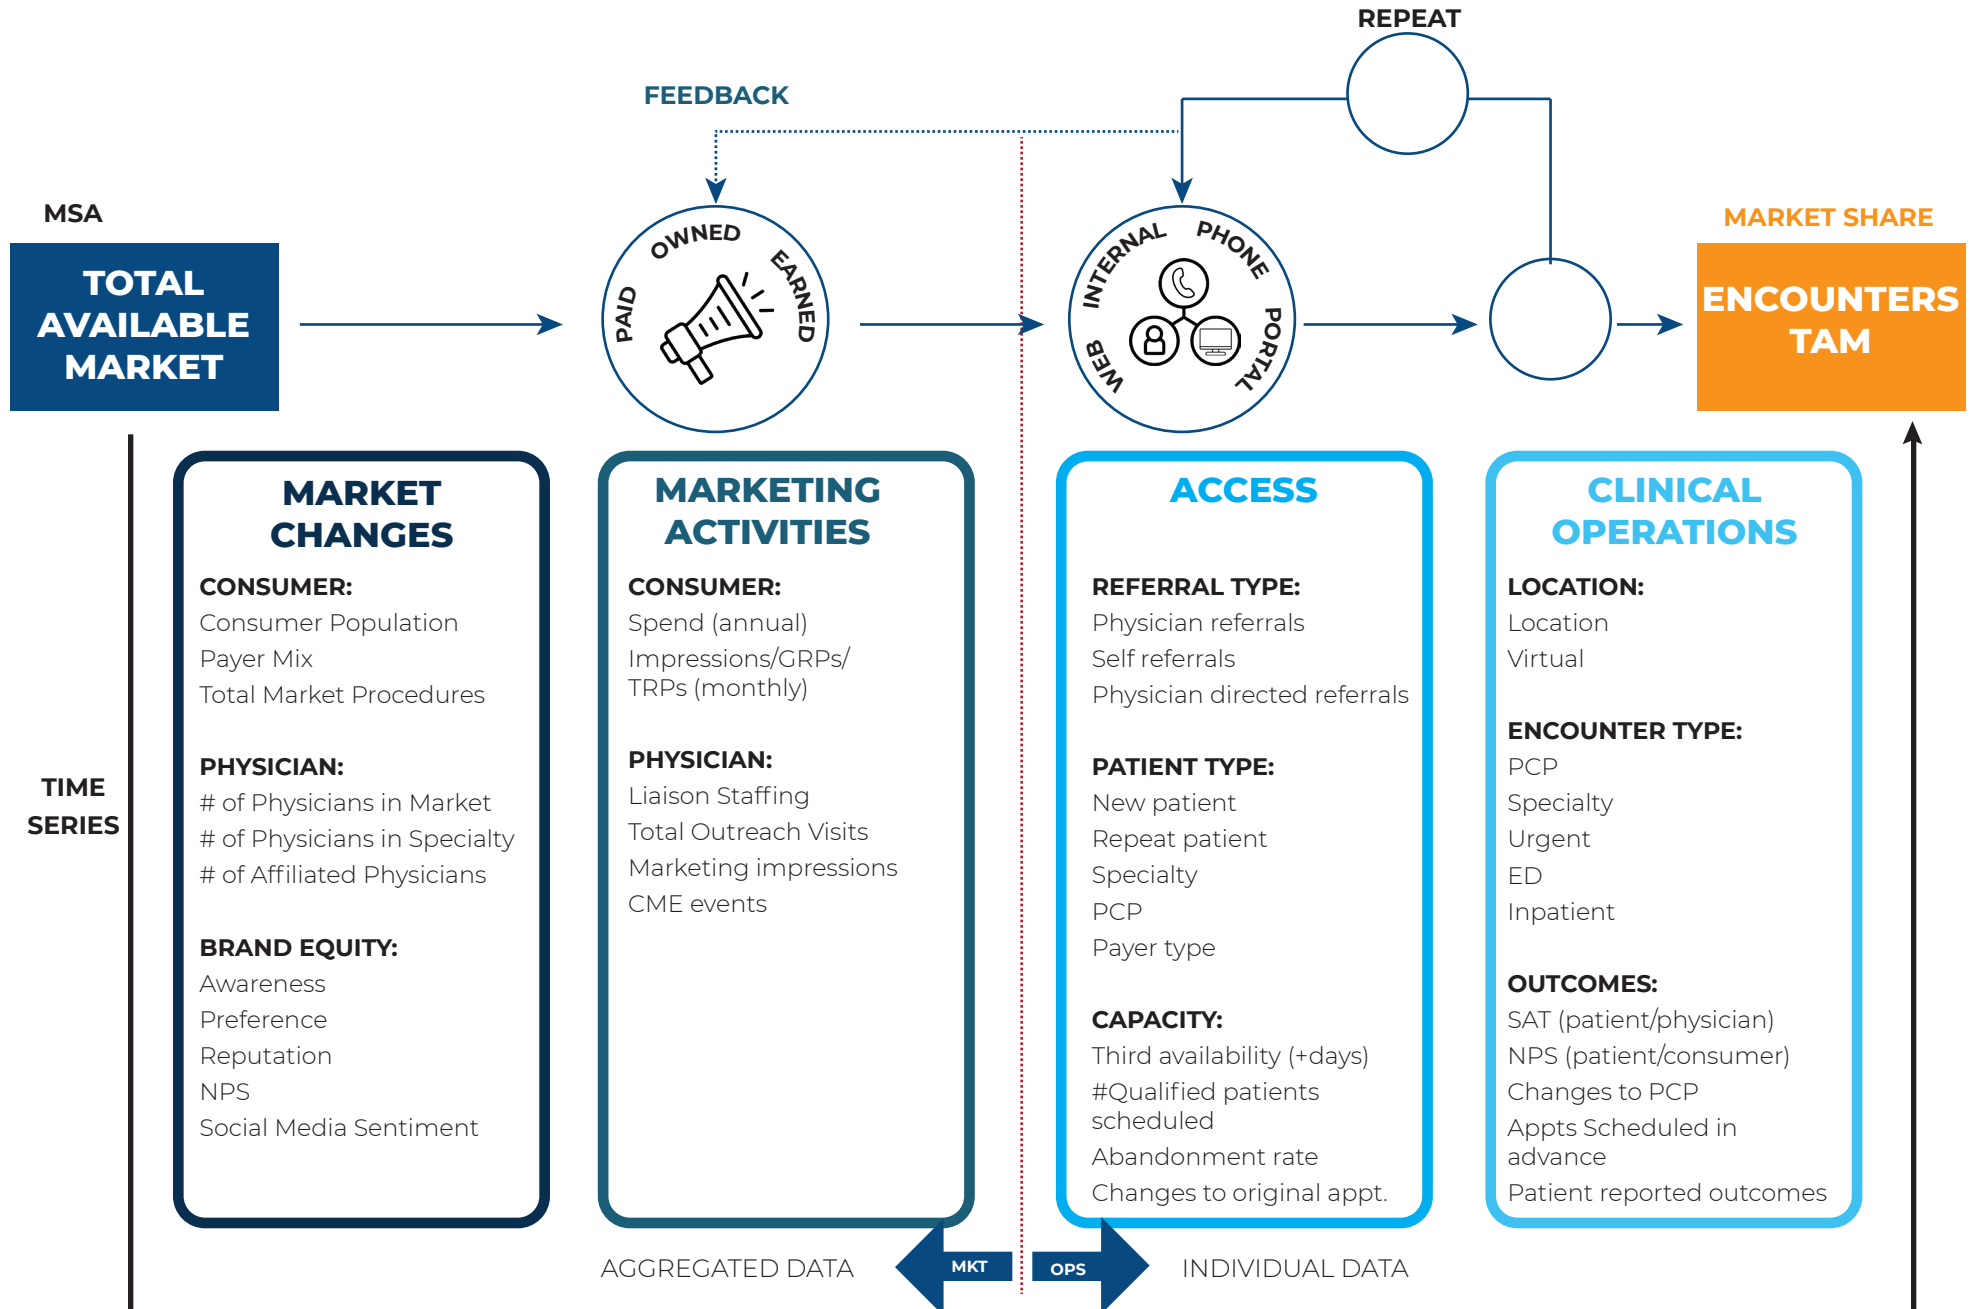 REPEAT
FEEDBACK
MSA
TOTAL
AVAILABLE
MARKET
PAID OWNED EARNED
WEB INTERNAL PHONE PORTAL
MARKET SHARE
ENCOUNTERS
TAM
TIME
SERIES
MARKET
CHANGES
CONSUMER:
Consumer Population
Payer Mix
Total Market Procedures
PHYSICIAN:
# of Physicians in Market
# of Physicians in Specialty
# of Affiliated Physicians
BRAND EQUITY:
Awareness
Preference
Reputation
NPS
Social Media Sentiment
MARKETING
ACTIVITIES
CONSUMER:
Spend (annual)
Impressions/GRPs/
TRPs (monthly)
PHYSICIAN:
Liaison Staffing
Total Outreach Visits
Marketing impressions
CME events
ACCESS
REFERRAL TYPE:
Physician referrals
Self referrals
Physician directed referrals
PATIENT TYPE:
New patient
Repeat patient
Specialty
PCP
Payer type
CAPACITY:
Third availability (+days)
#Qualified patients
scheduled
Abandonment rate
Changes to original appt.
CLINICAL
OPERATIONS
LOCATION:
Location
Virtual
ENCOUNTER TYPE:
PCP
Specialty
Urgent
ED
Inpatient
OUTCOMES:
SAT (patient/physician)
NPS (patient/consumer)
Changes to PCP
Appts Scheduled in
advance
Patient reported outcomes
AGGREGATED DATA
MKT
OPS
INDIVIDUAL DATA